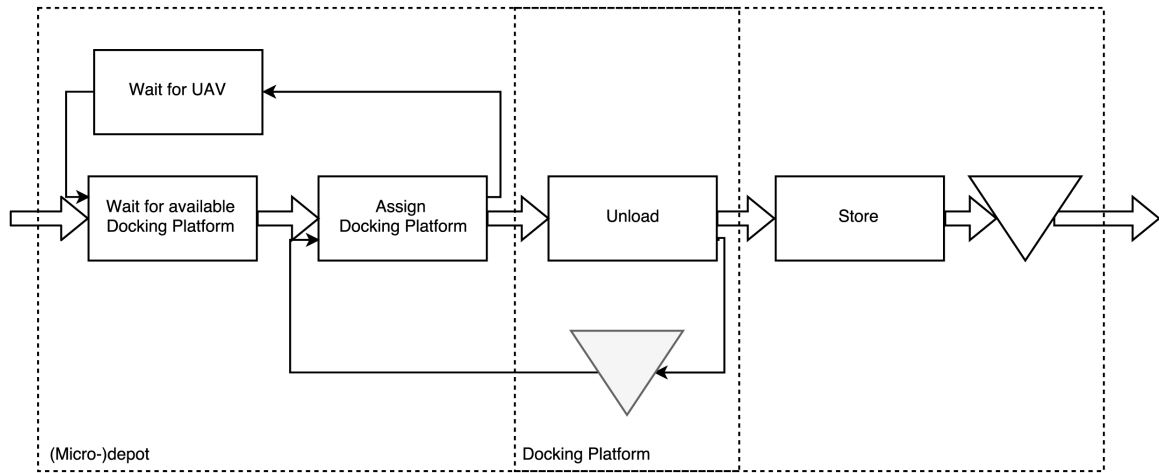 Wait for UAV
Wait for available
Docking Platform
Assign
Docking Platform
Unload
Store
(Micro-)depot
Docking Platform